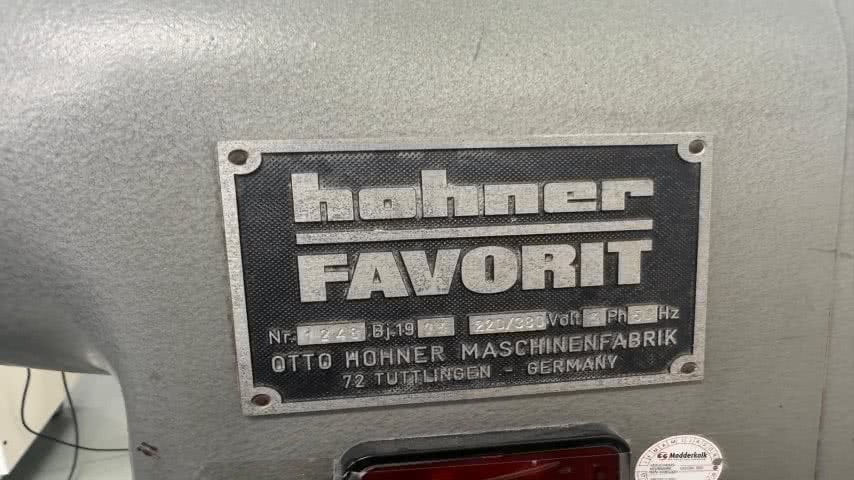 hohner
FAVORIT
Nr. 1248 Bj.19 220/380 Volt 3 Ph 50 Hz
OTTO HOHNER MASCHINENFABRIK
72 TUTTLINGEN - GERMANY
Modderkolk